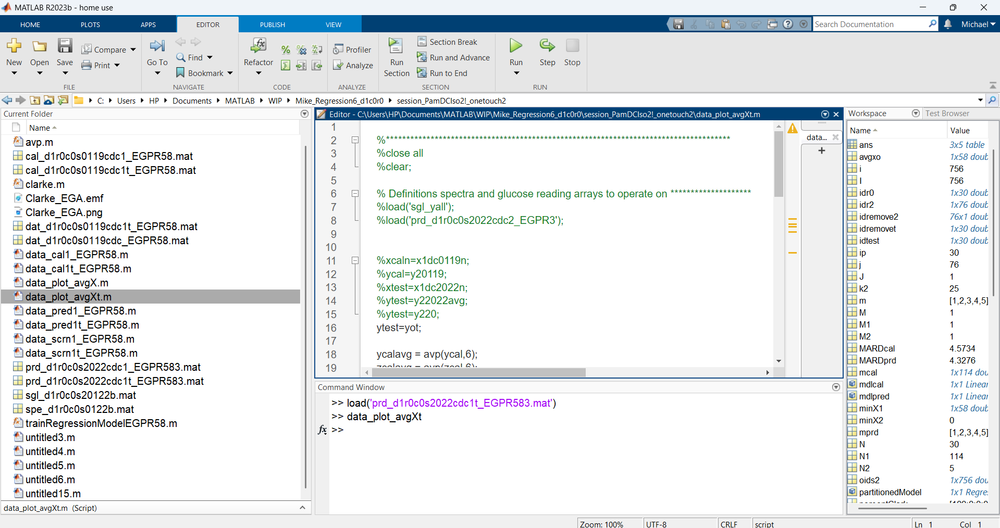 MATLAB R2023b - home use
HOME PLOTS APPS EDITOR PUBLISH VIEW
Search Documentation
Michael
New
Open
Save
Compare
Print
FILE
Go To
Find
Bookmark
NAVIGATE
Refactor
CODE
Profiler
Analyze
ANALYZE
Run
Section
Section Break
Run and Advance
Run to End
SECTION
Run
Step
Stop
RUN
C: Users HP Documents MATLAB WIP Mike_Regression6_d1c0r0 session_PamDCIso2!_onetouch2
Current Folder
Name
avp.m
cal_d1r0c0s0119cdc1_EGPR58.mat
cal_d1r0c0s0119cdc1t_EGPR58.mat
clarke.m
Clarke_EGA.emf
Clarke_EGA.png
dat_d1r0c0s0119cdc1t_EGPR58.mat
dat_d1r0c0s0119cdc_EGPR58.mat
data_cal1_EGPR58.m
data_cal1t_EGPR58.m
data_plot_avgX.m
data_plot_avgXt.m
data_pred1_EGPR58.m
data_pred1t_EGPR58.m
data_scrn1_EGPR58.m
data_scrn1t_EGPR58.m
prd_d1r0c0s2022cdc1_EGPR583.mat
prd_d1r0c0s2022cdc1t_EGPR583.mat
sgl_d1r0c0s20122b.mat
spe_d1r0c0s0122b.mat
trainRegressionModelEGPR58.m
untitled3.m
untitled4.m
untitled5.m
untitled6.m
untitled15.m
data_plot_avgXt.m (Script)
Editor - C:\Users\HP\Documents\MATLAB\WIP\Mike_Regression6_d1c0r0\session_PamDCIso2!_onetouch2\data_plot_avgXt.m
data...
1
2 %*************************************************************************************
3 %close all
4 %clear;
5
6 % Definitions spectra and glucose reading arrays to operate on ********************
7 %load('sgl_yall');
8 %load('prd_d1r0c0s2022cdc2_EGPR3');
9
10
11 %xcaln=x1dc0119n;
12 %ycal=y20119;
13 %xtest=x1dc2022n;
14 %ytest=y22022avg;
15 %ytest=y220;
16 ytest=yot;
17
18 ycalavg = avp(ycal,6);
19 zcalavg = avp(zcal,6);
Command Window
>> load('prd_d1r0c0s2022cdc1t_EGPR583.mat')
>> data_plot_avgXt
fx >>
Workspace
Test Browser
Name Value
ans 3x5 table
avgxo 1x58 doub
i 756
I 756
idr0 1x30 doub
idr2 1x76 doub
idremove2 76x1 doub
idremovet 1x30 doub
idtest 1x30 doub
ip 30
j 76
J 1
k2 25
m [1,2,3,4,5]
M 1
M1 1
M2 1
MARDcal 4.5734
MARDprd 4.3276
mcal 1x114 dou
mdlcal 1x1 Linear
mdlpred 1x1 Linear
minX1 1x58 doub
minX2 0
mprd [1,2,3,4,5]
N 30
N1 114
N2 5
oids2 1x756 dou
partitionedModel 1x1 Regre
Zoom: 100% UTF-8 CRLF script Ln 1 Col 1